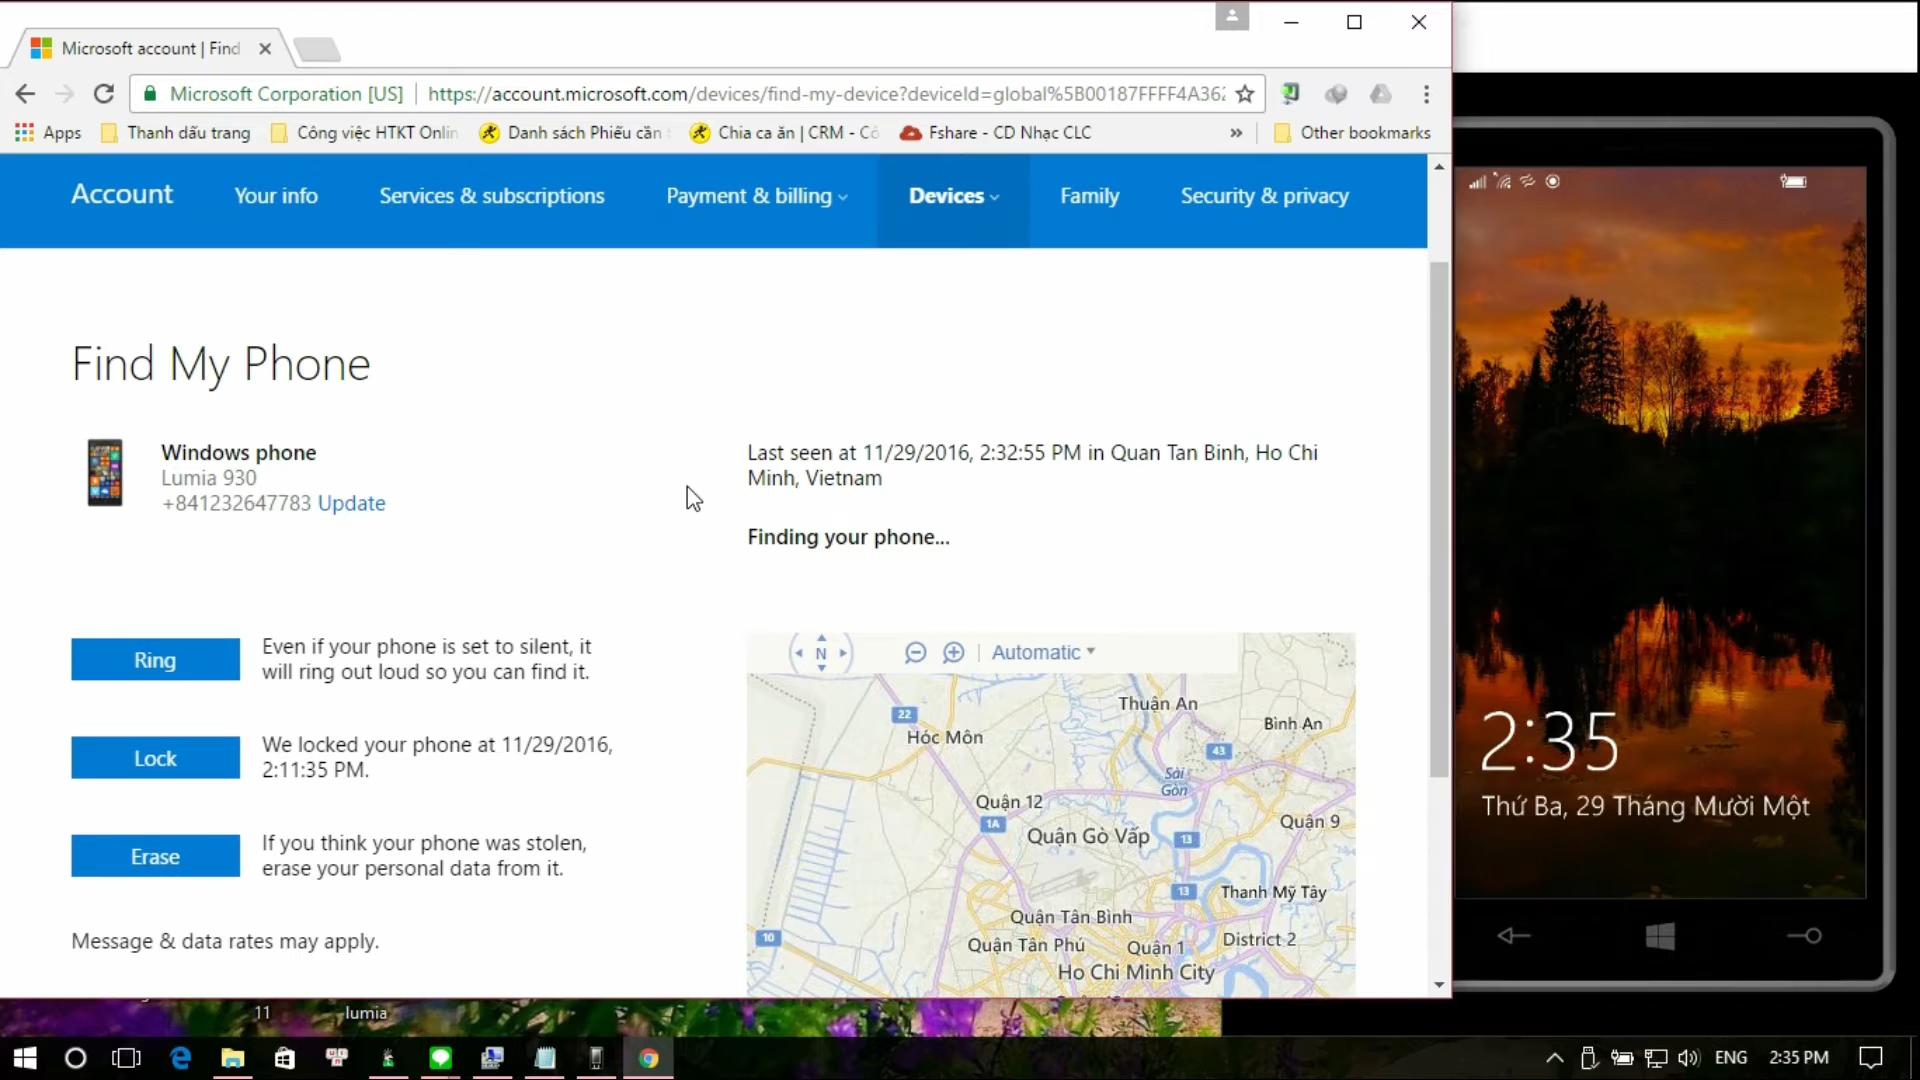 Microsoft account | Find
Microsoft Corporation [US]
https://account.microsoft.com/devices/find-my-device?deviceId=global%5B00187FFFF4A362
Apps
Thanh dấu trang
Công việc HTKT Onlin
Danh sách Phiếu cần
Chia ca ăn | CRM - Cô
Fshare - CD Nhạc CLC
»
Other bookmarks
Account
Your info
Services & subscriptions
Payment & billing
Devices
Family
Security & privacy
Find My Phone
Windows phone
Lumia 930
+841232647783 Update
Last seen at 11/29/2016, 2:32:55 PM in Quan Tan Binh, Ho Chi
Minh, Vietnam
Finding your phone...
Ring
Even if your phone is set to silent, it
will ring out loud so you can find it.
Lock
We locked your phone at 11/29/2016,
2:11:35 PM.
Erase
If you think your phone was stolen,
erase your personal data from it.
Message & data rates may apply.
N
Automatic
Thuận An
22
Bình An
Hóc Môn
43
Sài
Gòn
Quận 12
1A
Quận 9
Quận Gò Vấp
13
13
Thanh Mỹ Tây
Quận Tân Bình
10
District 2
Quận Tân Phú
Quận 1
Ho Chi Minh City
2:35
Thứ Ba, 29 Tháng Mười Một
11
lumia
ENG
2:35 PM